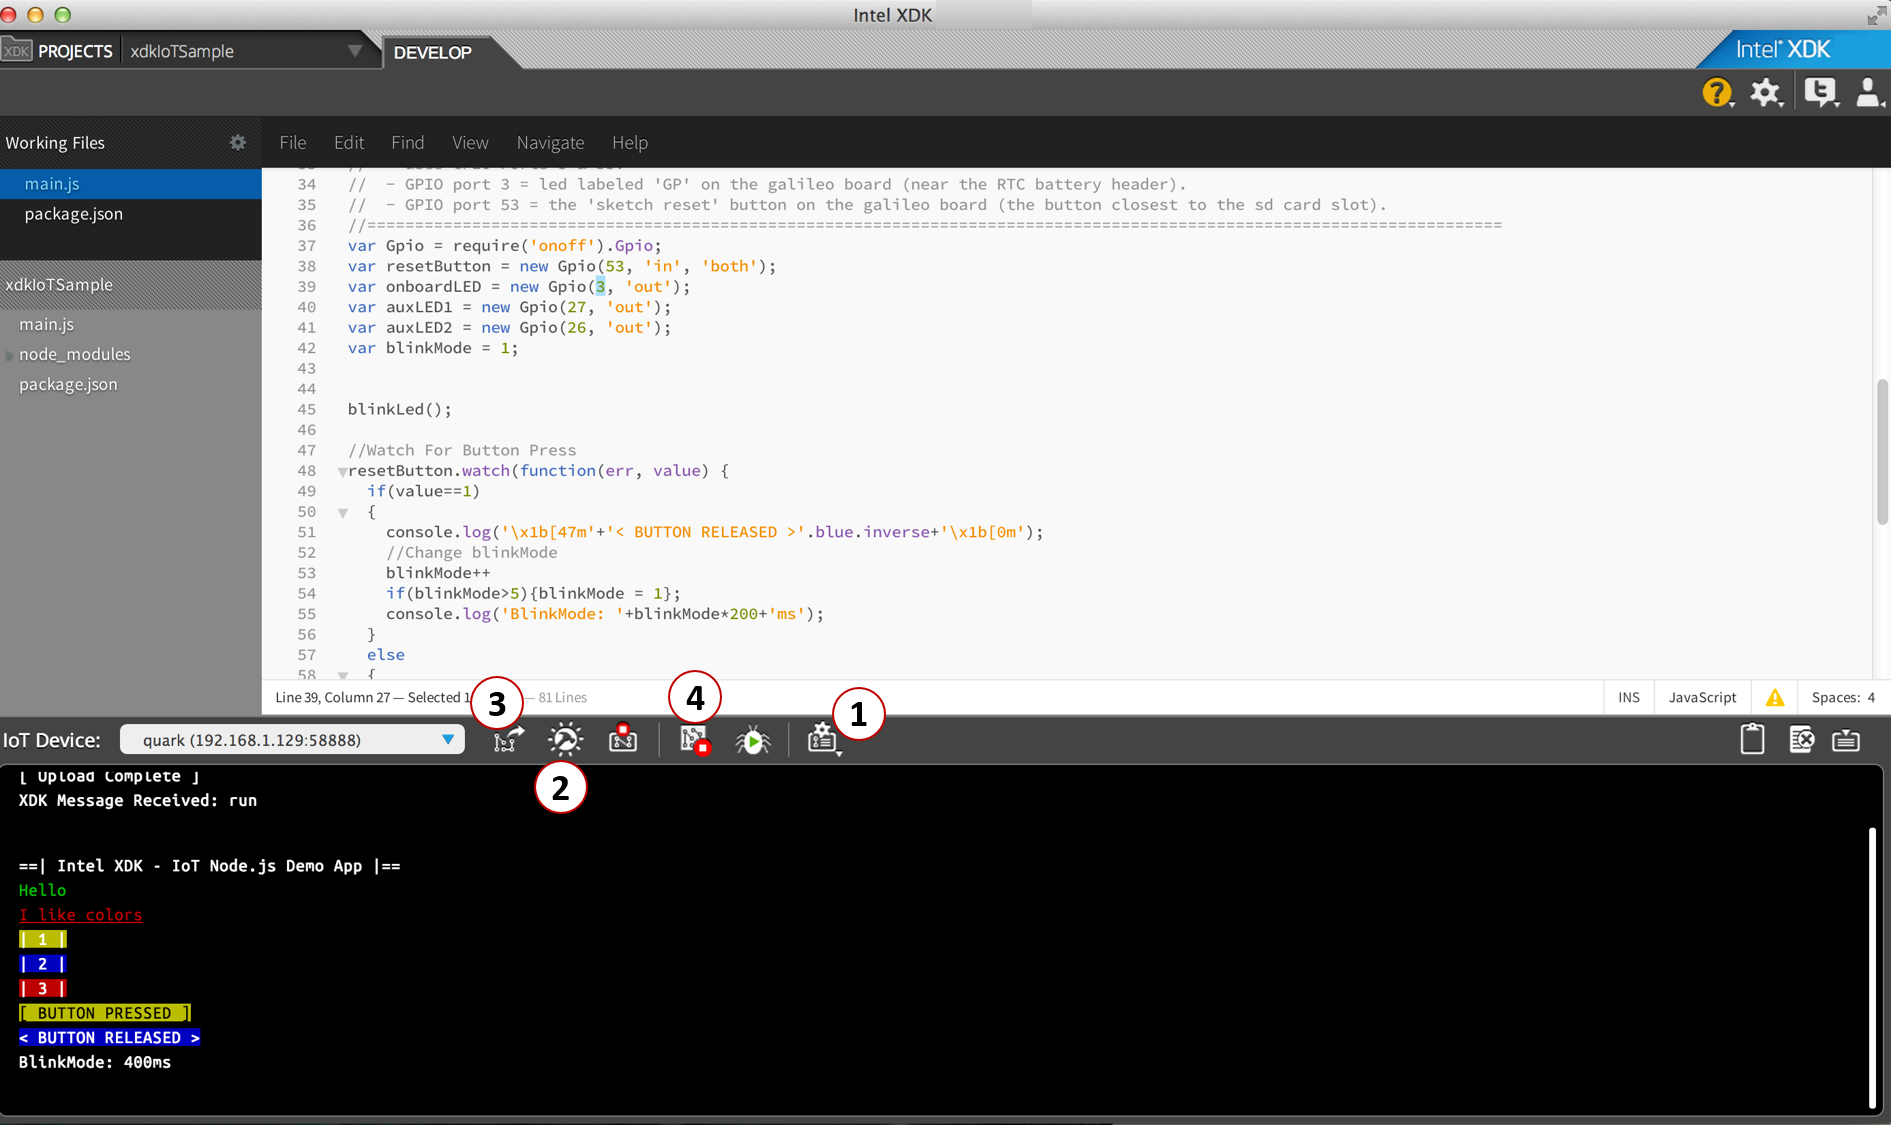 Intel XDK
XDK PROJECTS xdkIoTSample DEVELOP Intel XDK
?
Working Files File Edit Find View Navigate Help
main.js
package.json
xdkIoTSample
main.js
node_modules
package.json
34 // - GPIO port 3 = led labeled 'GP' on the galileo board (near the RTC battery header).
35 // - GPIO port 53 = the 'sketch reset' button on the galileo board (the button closest to the sd card slot).
36 //=======================================================================================================================
37 var Gpio = require('onoff').Gpio;
38 var resetButton = new Gpio(53, 'in', 'both');
39 var onboardLED = new Gpio(3, 'out');
40 var auxLED1 = new Gpio(27, 'out');
41 var auxLED2 = new Gpio(26, 'out');
42 var blinkMode = 1;
43
44
45 blinkLed();
46
47 //Watch For Button Press
48 resetButton.watch(function(err, value) {
49 if(value==1)
50 {
51 console.log('\x1b[47m'+'< BUTTON RELEASED >'.blue.inverse+'\x1b[0m');
52 //Change blinkMode
53 blinkMode++
54 if(blinkMode>5){blinkMode = 1};
55 console.log('BlinkMode: '+blinkMode*200+'ms');
56 }
57 else
58 {
Line 39, Column 27 — Selected 1 — 81 Lines INS JavaScript Spaces: 4
3 4 1
IoT Device: quark (192.168.1.129:58888)
2
[ Upload Complete ]
XDK Message Received: run
==| Intel XDK - IoT Node.js Demo App |==
Hello
I like colors
| 1 |
| 2 |
| 3 |
[ BUTTON PRESSED ]
< BUTTON RELEASED >
BlinkMode: 400ms